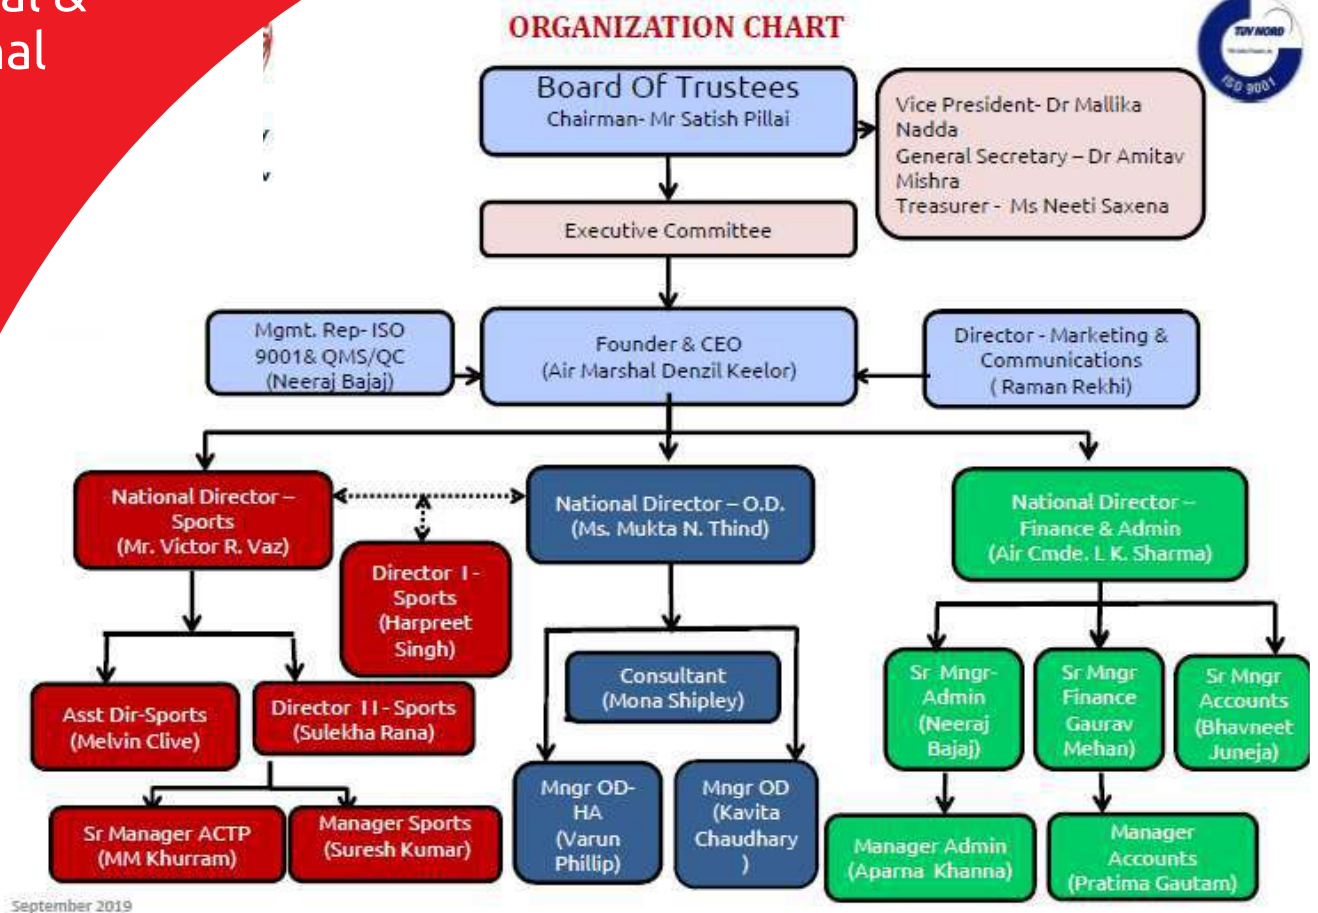 al &
nal
ORGANIZATION CHART
TUV NORD
ISO 9001
Board Of Trustees
Chairman- Mr Satish Pillai
Vice President- Dr Mallika
Nadda
General Secretary – Dr Amitav
Mishra
Treasurer - Ms Neeti Saxena
Executive Committee
Mgmt. Rep- ISO
9001& QMS/QC
(Neeraj Bajaj)
Founder & CEO
(Air Marshal Denzil Keelor)
Director - Marketing &
Communications
( Raman Rekhi)
National Director –
Sports
(Mr. Victor R. Vaz)
National Director – O.D.
(Ms. Mukta N. Thind)
National Director –
Finance & Admin
(Air Cmde. L K. Sharma)
Director I -
Sports
(Harpreet
Singh)
Asst Dir-Sports
(Melvin Clive)
Director II - Sports
(Sulekha Rana)
Consultant
(Mona Shipley)
Sr Mngr-
Admin
(Neeraj
Bajaj)
Sr Mngr
Finance
Gaurav
Mehan)
Sr Mngr
Accounts
(Bhavneet
Juneja)
Sr Manager ACTP
(MM Khurram)
Manager Sports
(Suresh Kumar)
Mngr OD-
HA
(Varun
Phillip)
Mngr OD
(Kavita
Chaudhary
)
Manager Admin
(Aparna Khanna)
Manager
Accounts
(Pratima Gautam)
September 2019